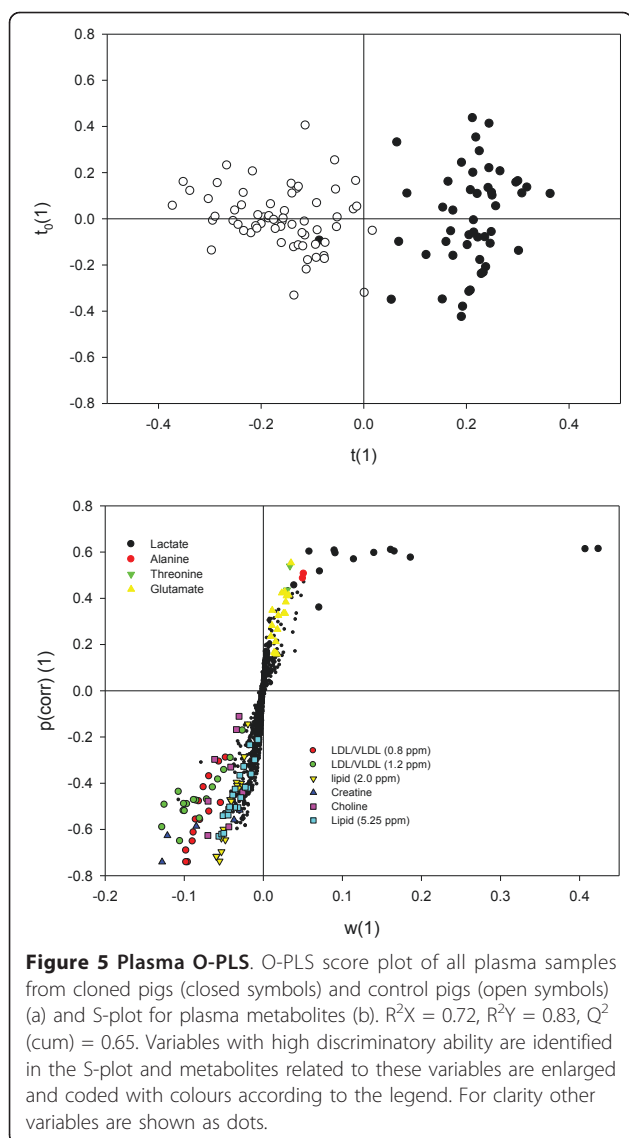 0.8
0.6
0.4
0.2
0.0
-0.2
-0.4
-0.6
-0.8
t₀(1)
-0.4 -0.2 0.0 0.2 0.4
t(1)
0.8
0.6
0.4
0.2
0.0
-0.2
-0.4
-0.6
-0.8
p(corr) (1)
Lactate
Alanine
Threonine
Glutamate
LDL/VLDL (0.8 ppm)
LDL/VLDL (1.2 ppm)
lipid (2.0 ppm)
Creatine
Choline
Lipid (5.25 ppm)
-0.2 -0.1 0.0 0.1 0.2 0.3 0.4
w(1)
Figure 5 Plasma O-PLS. O-PLS score plot of all plasma samples
from cloned pigs (closed symbols) and control pigs (open symbols)
(a) and S-plot for plasma metabolites (b). R²X = 0.72, R²Y = 0.83, Q²
(cum) = 0.65. Variables with high discriminatory ability are identified
in the S-plot and metabolites related to these variables are enlarged
and coded with colours according to the legend. For clarity other
variables are shown as dots.